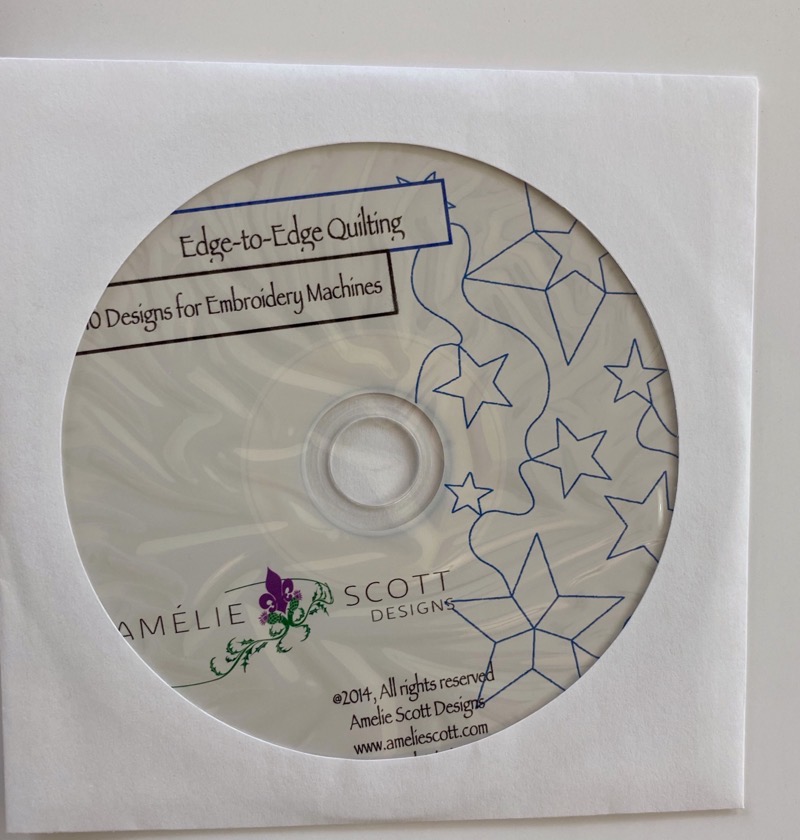 Edge-to-Edge Quilting
0 Designs for Embroidery Machines
AMÉLIE SCOTT
DESIGNS
©2014, All rights reserved
Amelie Scott Designs
www.ameliescott.com